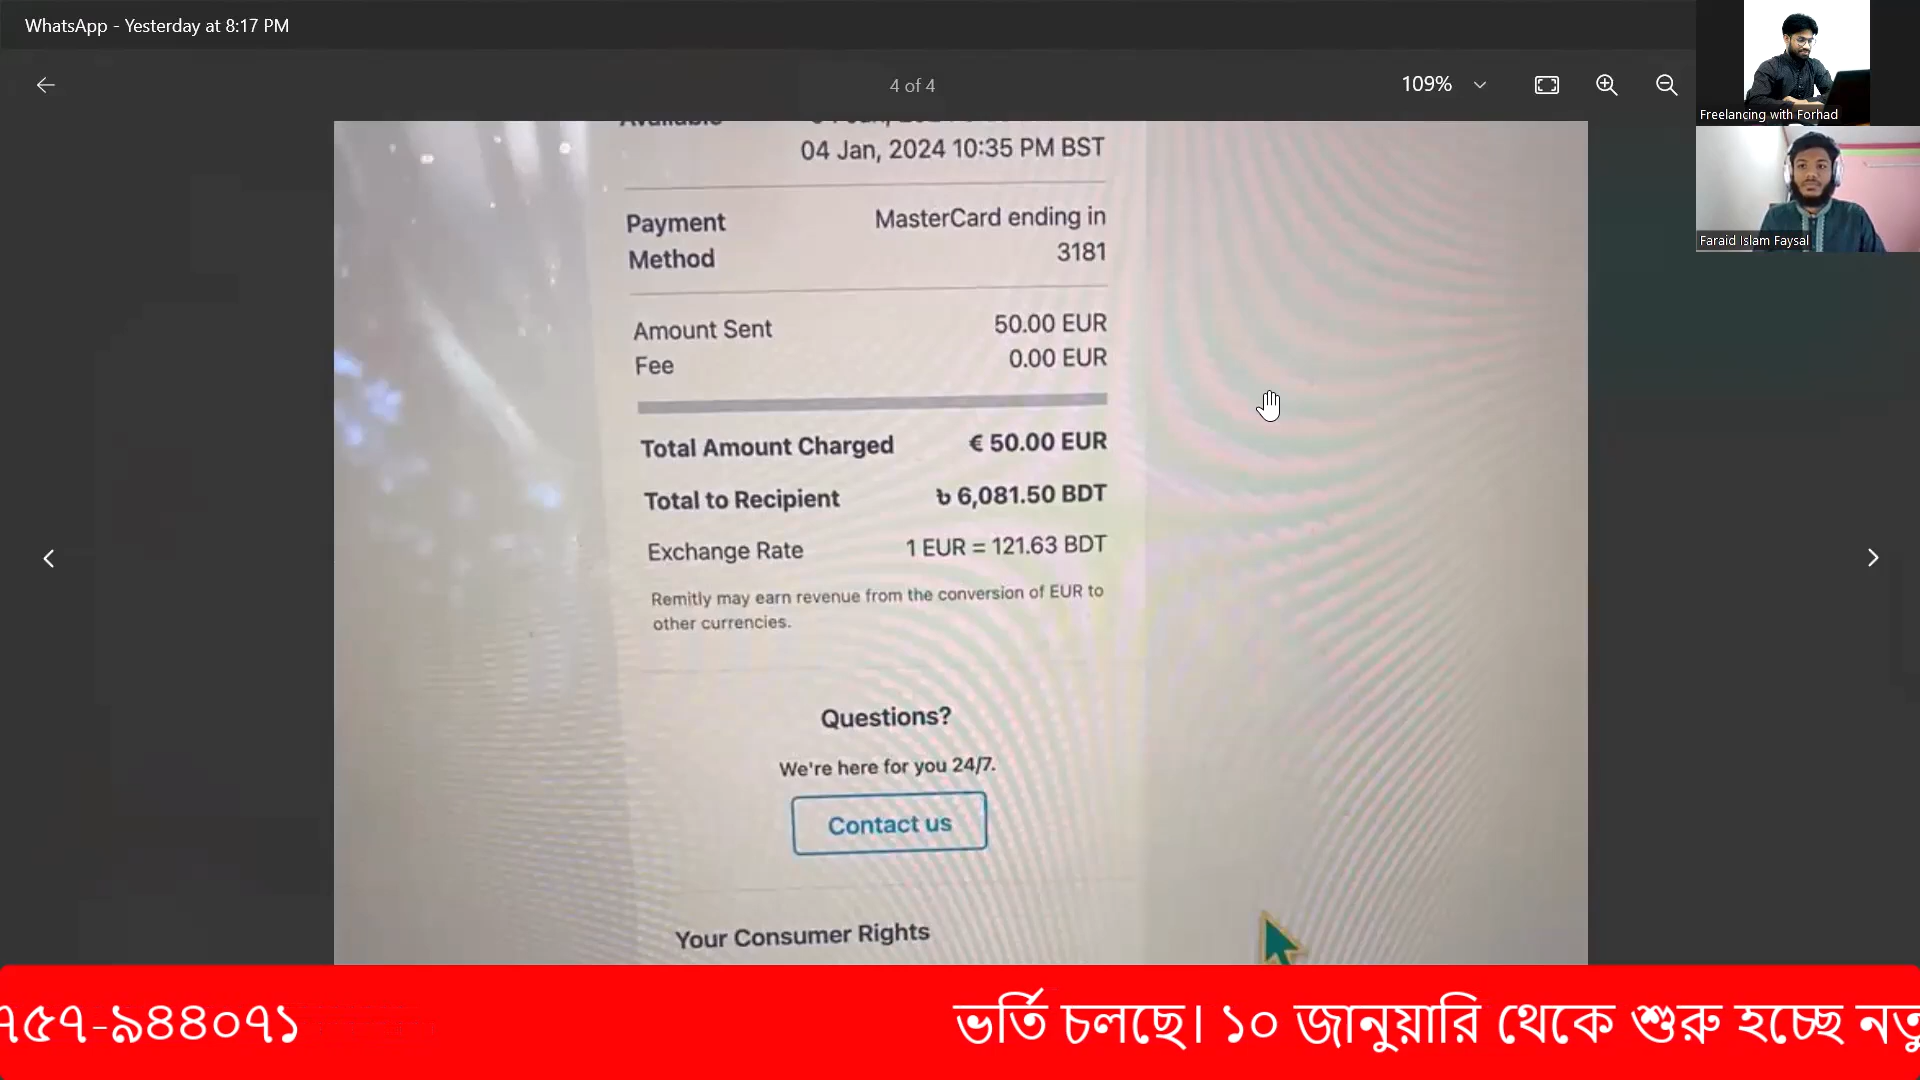 WhatsApp - Yesterday at 8:17 PM
4 of 4
109%
Freelancing with Forhad
Faraid Islam Faysal
Available
04 Jan, 2024 10:35 PM BST
Payment Method
MasterCard ending in 3181
Amount Sent 50.00 EUR
Fee 0.00 EUR
Total Amount Charged € 50.00 EUR
Total to Recipient ৳ 6,081.50 BDT
Exchange Rate 1 EUR = 121.63 BDT
Remitly may earn revenue from the conversion of EUR to
other currencies.
Questions?
We're here for you 24/7.
Contact us
Your Consumer Rights
৭৫৭-৯৪৪০৭১ ভর্তি চলছে। ১০ জানুয়ারি থেকে শুরু হচ্ছে